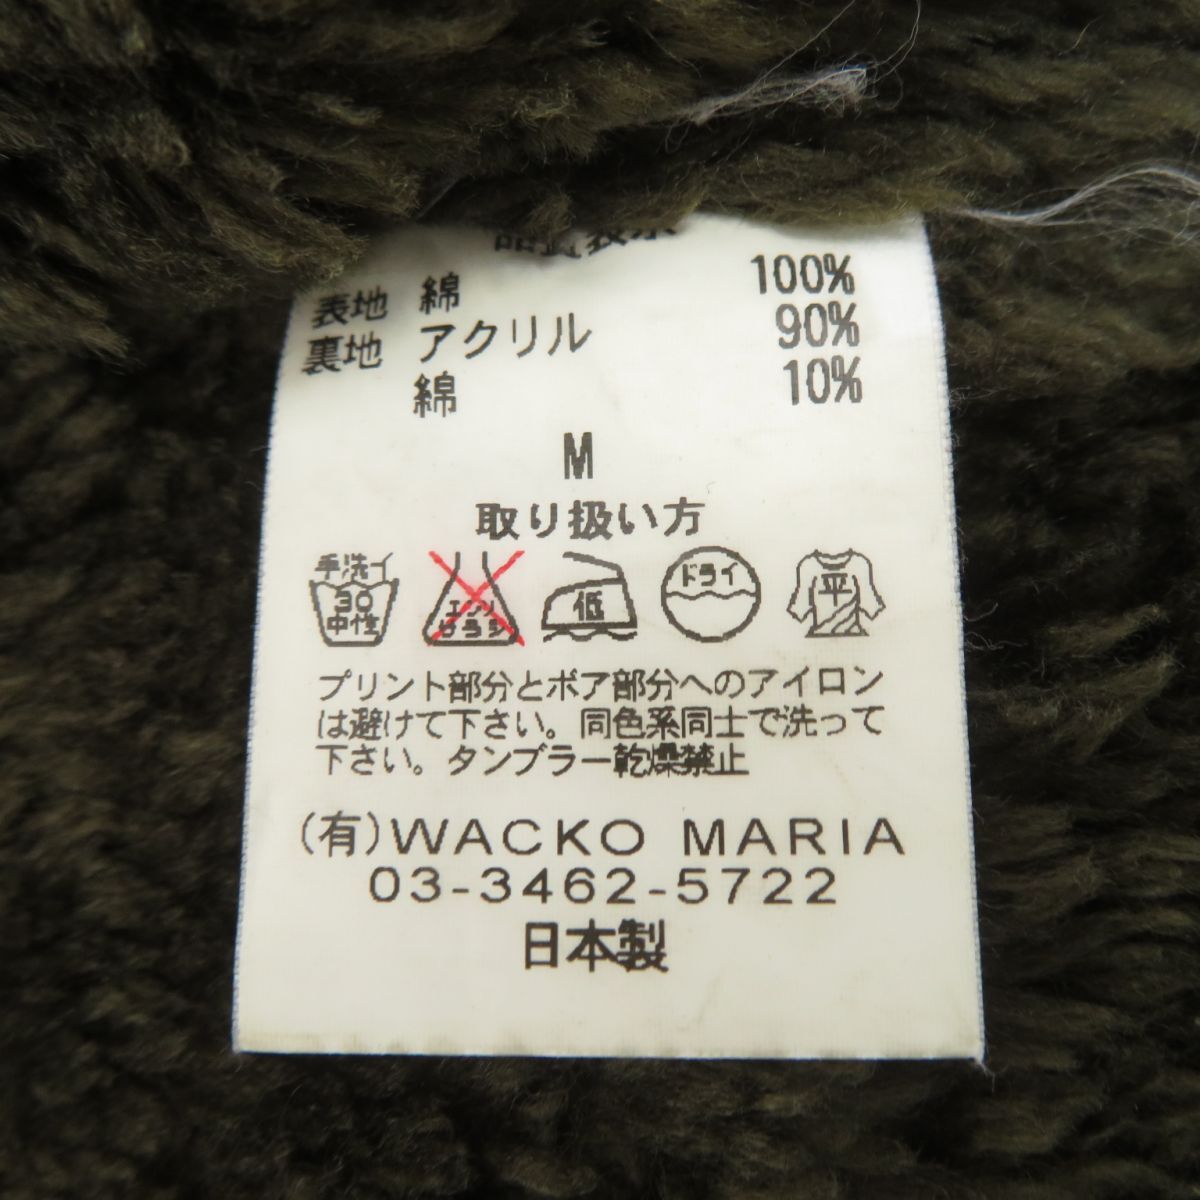 品質表示
表地 綿 100%
裏地 アクリル 90%
綿 10%
M
取り扱い方
手洗イ 30 中性
エンソ サラシ
低
ドライ
平
プリント部分とボア部分へのアイロン
は避けて下さい。同色系同士で洗って
下さい。タンブラー乾燥禁止
(有)WACKO MARIA
03-3462-5722
日本製